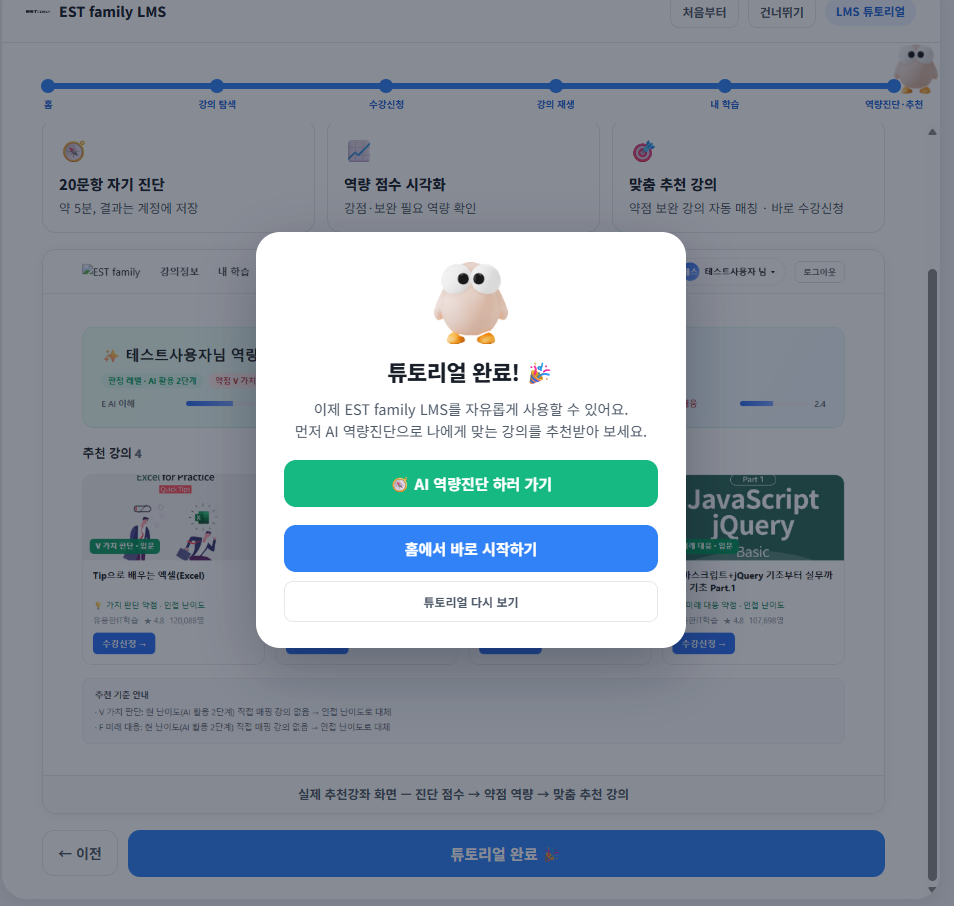 EST family LMS
처음부터
건너뛰기
LMS 튜토리얼
홈
강의 탐색
수강신청
강의 재생
내 학습
역량진단·추천
20문항 자기 진단
약 5분, 결과는 계정에 저장
역량 점수 시각화
강점·보완 필요 역량 확인
맞춤 추천 강의
약점 보완 강의 자동 매칭 · 바로 수강신청
EST family
강의정보
내 학습
테스트사용자 님
로그아웃
테스트사용자님 역량
판정 레벨 · AI 활용 2단계
약점 V 가치
E AI 이해
대응
2.4
튜토리얼 완료!
이제 EST family LMS를 자유롭게 사용할 수 있어요.
먼저 AI 역량진단으로 나에게 맞는 강의를 추천받아 보세요.
AI 역량진단 하러 가기
홈에서 바로 시작하기
튜토리얼 다시 보기
추천 강의 4
Excel for Practice
Quick Tips
V 가치 판단 · 입문
Tip으로 배우는 엑셀(Excel)
가치 판단 약점 · 인접 난이도
유용한IT학습 ★ 4.8 120,088명
수강신청 →
Part 1
JavaScript
jQuery
Basic
미래 대응 · 입문
바스크립트+jQuery 기초부터 실무까
기초 Part.1
미래 대응 약점 · 인접 난이도
한IT학습 ★ 4.8 107,698명
수강신청 →
추천 기준 안내
· V 가치 판단: 현 난이도(AI 활용 2단계) 직접 매핑 강의 없음 → 인접 난이도로 대체
· F 미래 대응: 현 난이도(AI 활용 2단계) 직접 매핑 강의 없음 → 인접 난이도로 대체
실제 추천강좌 화면 — 진단 점수 → 약점 역량 → 맞춤 추천 강의
← 이전
튜토리얼 완료